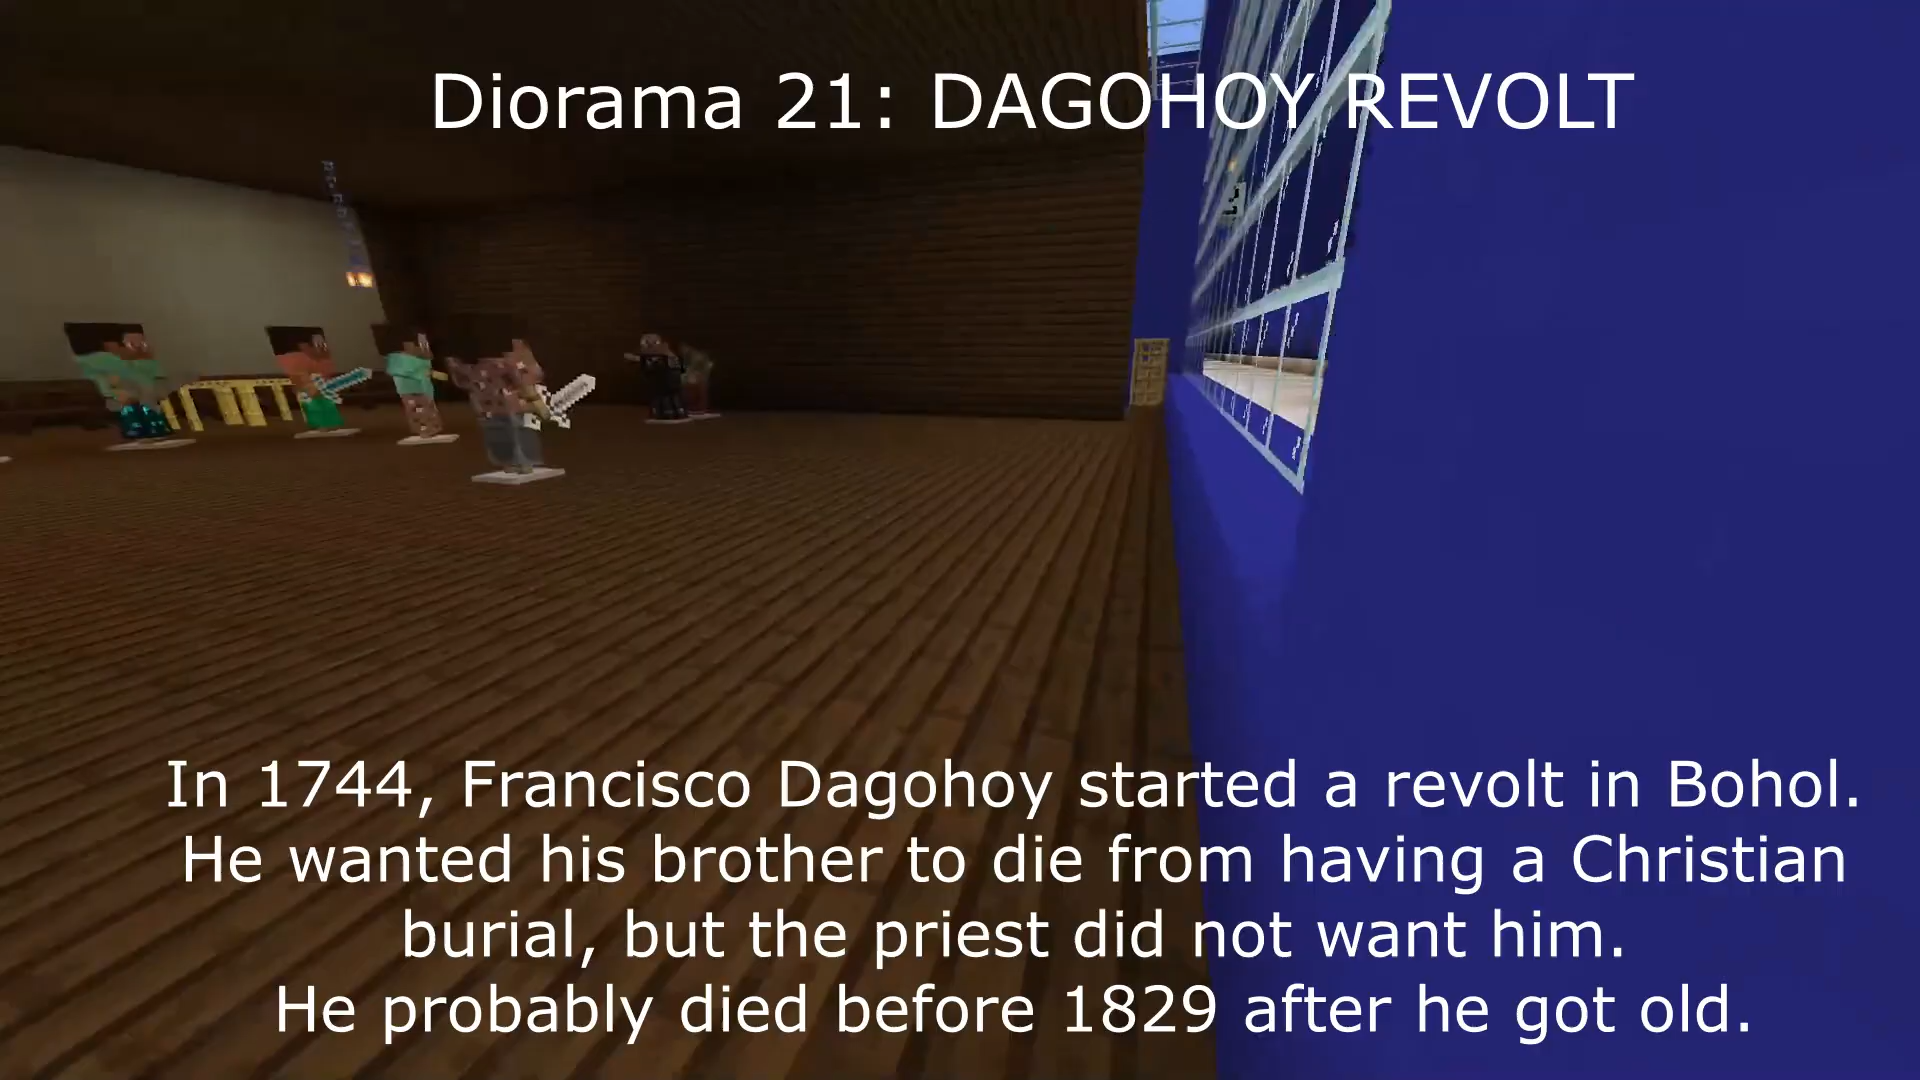 Diorama 21: DAGOHOY REVOLT
In 1744, Francisco Dagohoy started a revolt in Bohol.
He wanted his brother to die from having a Christian
burial, but the priest did not want him.
He probably died before 1829 after he got old.